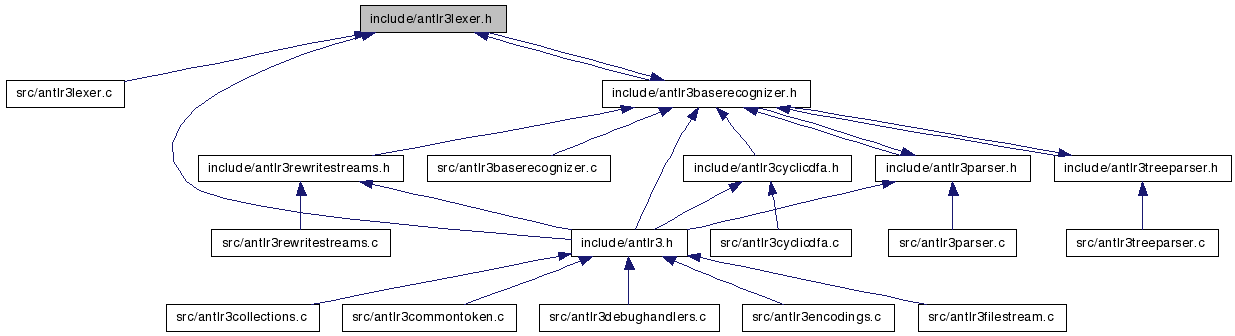 include/antlr3lexer.h
src/antlr3lexer.c
include/antlr3baserecognizer.h
include/antlr3rewritestreams.h
src/antlr3baserecognizer.c
include/antlr3cyclicdfa.h
include/antlr3parser.h
include/antlr3treeparser.h
src/antlr3rewritestreams.c
include/antlr3.h
src/antlr3cyclicdfa.c
src/antlr3parser.c
src/antlr3treeparser.c
src/antlr3collections.c
src/antlr3commontoken.c
src/antlr3debughandlers.c
src/antlr3encodings.c
src/antlr3filestream.c